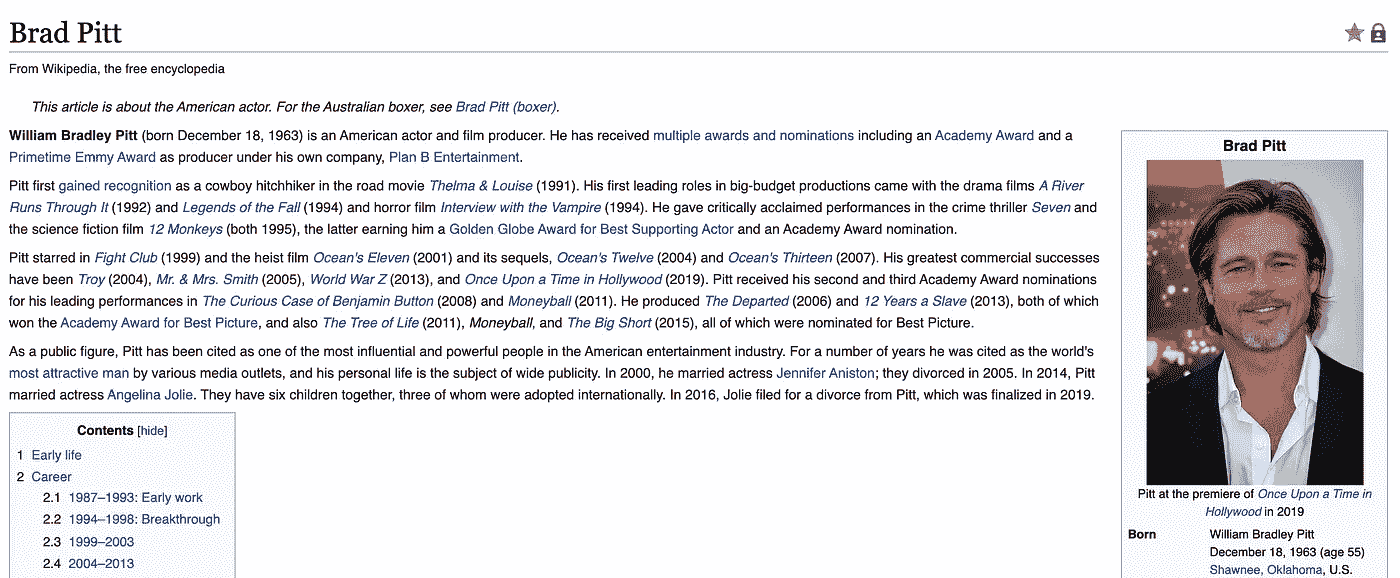 Brad Pitt
From Wikipedia, the free encyclopedia
This article is about the American actor. For the Australian boxer, see Brad Pitt (boxer).
William Bradley Pitt (born December 18, 1963) is an American actor and film producer. He has received multiple awards and nominations including an Academy Award and a
Primetime Emmy Award as producer under his own company, Plan B Entertainment.
Pitt first gained recognition as a cowboy hitchhiker in the road movie Thelma & Louise (1991). His first leading roles in big-budget productions came with the drama films A River
Runs Through It (1992) and Legends of the Fall (1994) and horror film Interview with the Vampire (1994). He gave critically acclaimed performances in the crime thriller Seven and
the science fiction film 12 Monkeys (both 1995), the latter earning him a Golden Globe Award for Best Supporting Actor and an Academy Award nomination.
Pitt starred in Fight Club (1999) and the heist film Ocean's Eleven (2001) and its sequels, Ocean's Twelve (2004) and Ocean's Thirteen (2007). His greatest commercial successes
have been Troy (2004), Mr. & Mrs. Smith (2005), World War Z (2013), and Once Upon a Time in Hollywood (2019). Pitt received his second and third Academy Award nominations
for his leading performances in The Curious Case of Benjamin Button (2008) and Moneyball (2011). He produced The Departed (2006) and 12 Years a Slave (2013), both of which
won the Academy Award for Best Picture, and also The Tree of Life (2011), Moneyball, and The Big Short (2015), all of which were nominated for Best Picture.
As a public figure, Pitt has been cited as one of the most influential and powerful people in the American entertainment industry. For a number of years he was cited as the world's
most attractive man by various media outlets, and his personal life is the subject of wide publicity. In 2000, he married actress Jennifer Aniston; they divorced in 2005. In 2014, Pitt
married actress Angelina Jolie. They have six children together, three of whom were adopted internationally. In 2016, Jolie filed for a divorce from Pitt, which was finalized in 2019.
Contents [hide]
1 Early life
2 Career
2.1 1987–1993: Early work
2.2 1994–1998: Breakthrough
2.3 1999–2003
2.4 2004–2013
Brad Pitt
Pitt at the premiere of Once Upon a Time in
Hollywood in 2019
Born William Bradley Pitt
December 18, 1963 (age 55)
Shawnee, Oklahoma, U.S.